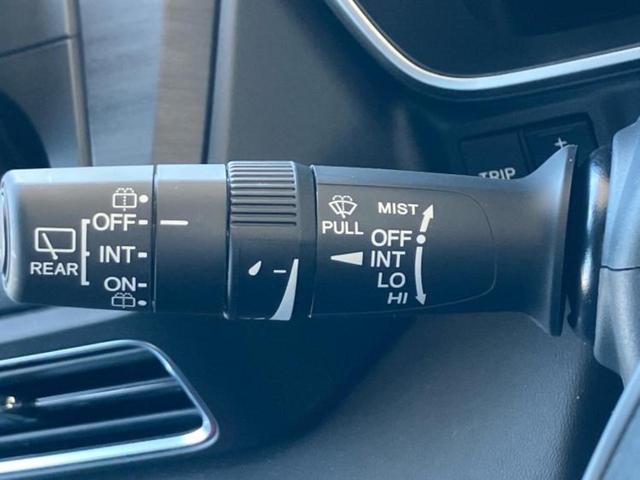 OFF
INT
ON
REAR
PULL
MIST
OFF
INT
LO
HI
TRIP
+